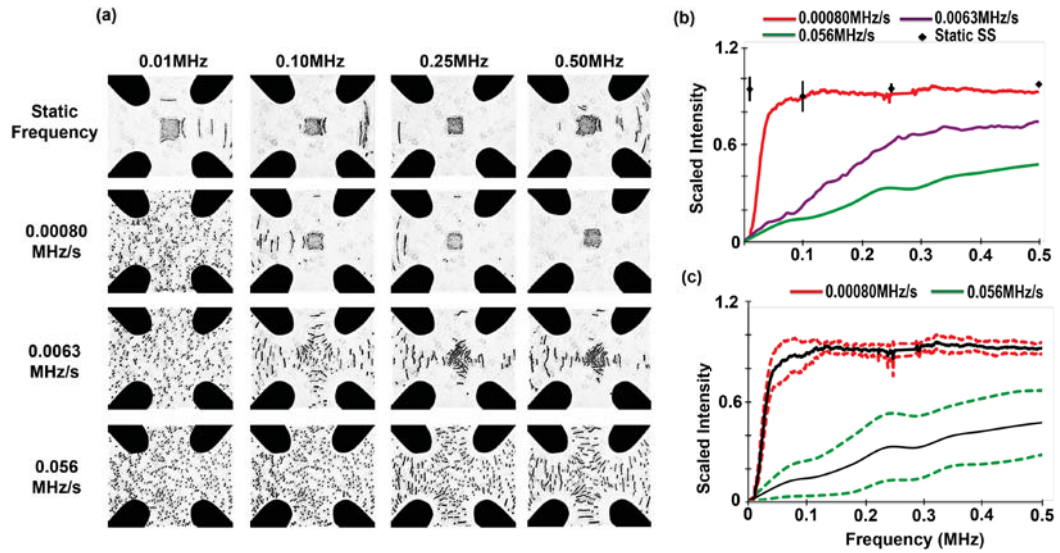 (a)
0.01MHz 0.10MHz 0.25MHz 0.50MHz
Static
Frequency
0.00080
MHz/s
0.0063
MHz/s
0.056
MHz/s
(b)
0.00080MHz/s 0.0063MHz/s
0.056MHz/s Static SS
1.2
0.6
0
Scaled Intensity
0.1 0.2 0.3 0.4 0.5
(c)
0.00080MHz/s 0.056MHz/s
1.2
0.6
0
Scaled Intensity
0.1 0.2 0.3 0.4 0.5
Frequency (MHz)